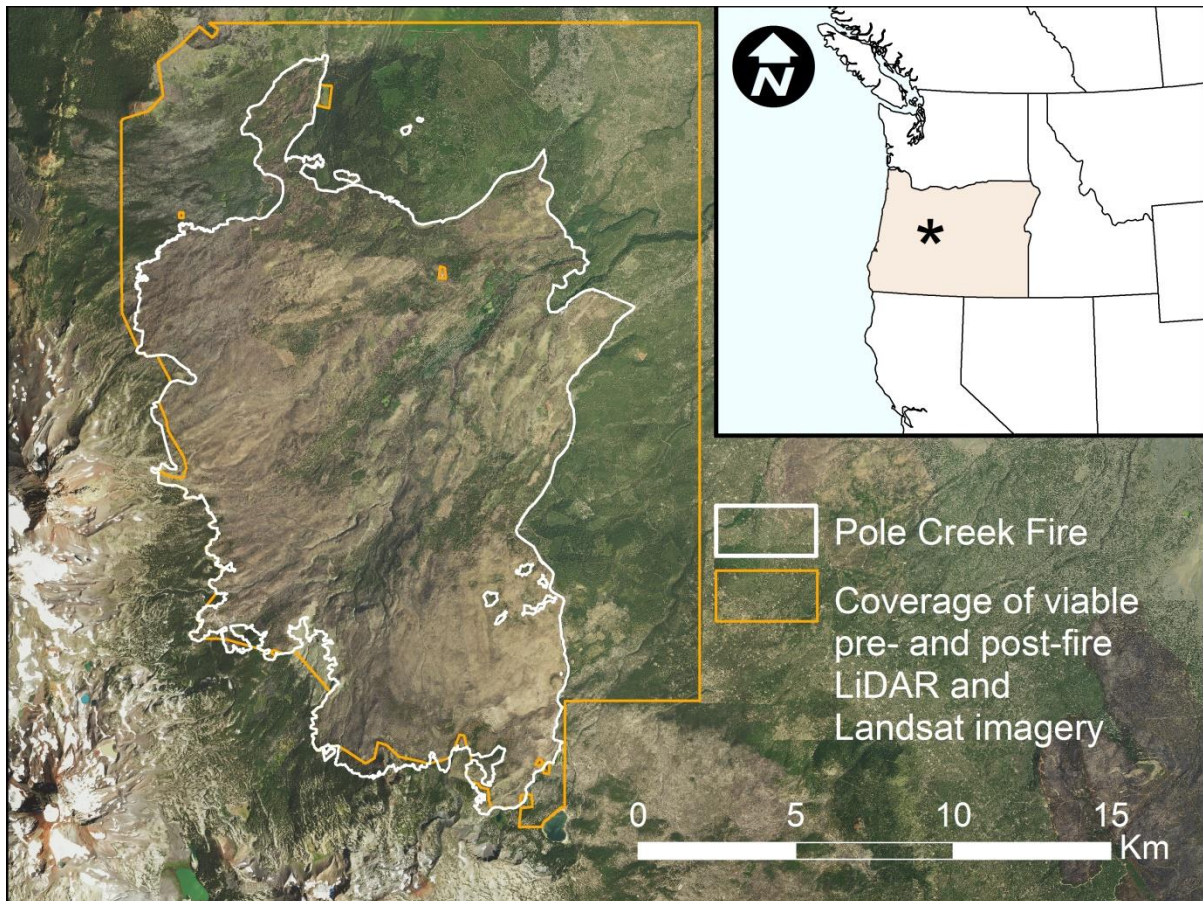 N
*
Pole Creek Fire
Coverage of viable
pre- and post-fire
LiDAR and
Landsat imagery
0 5 10 15
Km